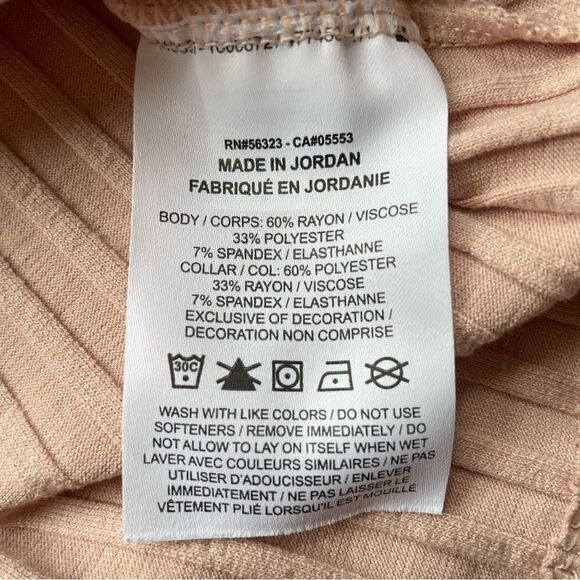 RN#56323 - CA#05553
MADE IN JORDAN
FABRIQUÉ EN JORDANIE
BODY / CORPS: 60% RAYON / VISCOSE
33% POLYESTER
7% SPANDEX / ELASTHANNE
COLLAR / COL: 60% POLYESTER
33% RAYON / VISCOSE
7% SPANDEX / ELASTHANNE
EXCLUSIVE OF DECORATION /
DECORATION NON COMPRISE
30C
WASH WITH LIKE COLORS / DO NOT USE
SOFTENERS / REMOVE IMMEDIATELY / DO
NOT ALLOW TO LAY ON ITSELF WHEN WET
LAVER AVEC COULEURS SIMILAIRES / NE PAS
UTILISER D'ADOUCISSEUR / ENLEVER
IMMÉDIATEMENT / NE PAS LAISSER LE
VÊTEMENT PLIÉ LORSQU'IL EST MOUILLÉ